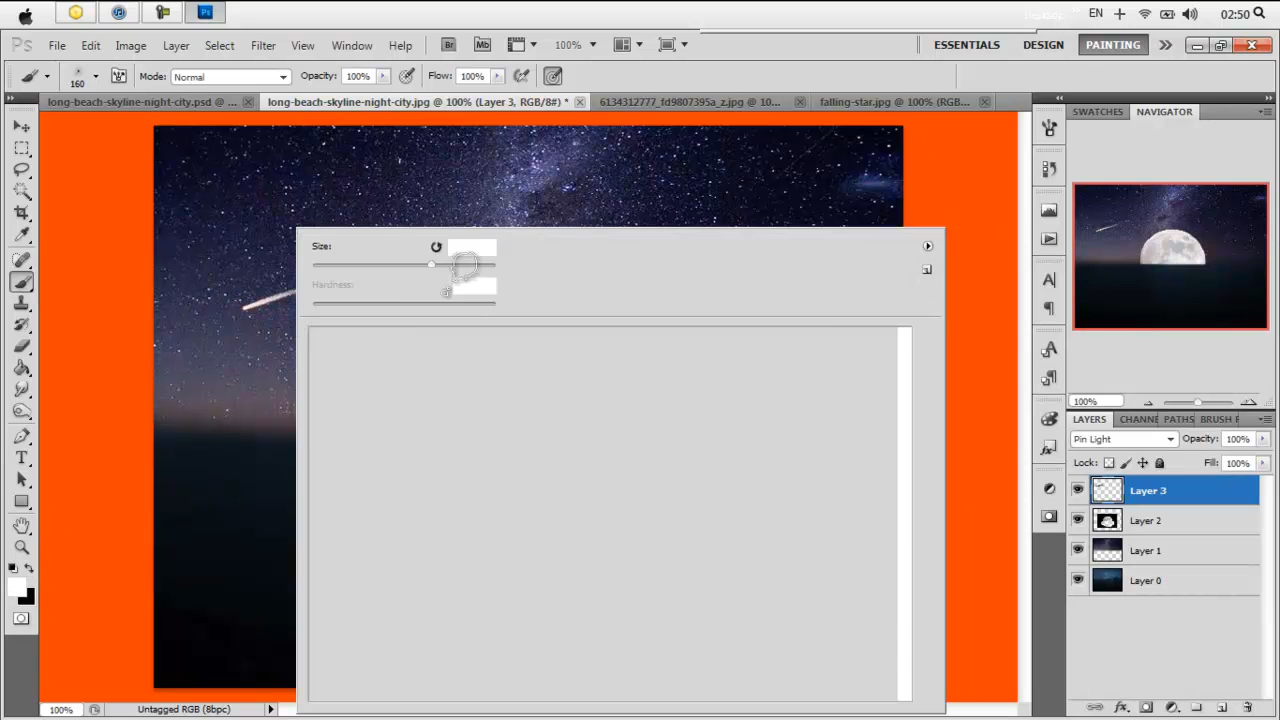 EN 02:50
Ps File Edit Image Layer Select Filter View Window Help Br Mb 100% ESSENTIALS DESIGN PAINTING
160 Mode: Normal Opacity: 100% Flow: 100%
long-beach-skyline-night-city.psd @ ... long-beach-skyline-night-city.jpg @ 100% (Layer 3, RGB/8#) * 6134312777_fd9807395a_z.jpg @ 10... falling-star.jpg @ 100% (RGB...
SWATCHES NAVIGATOR
Size:
Hardness:
100%
LAYERS CHANNE PATHS BRUSH F
Pin Light Opacity: 100%
Lock: Fill: 100%
Layer 3
Layer 2
Layer 1
Layer 0
100% Untagged RGB (8bpc)